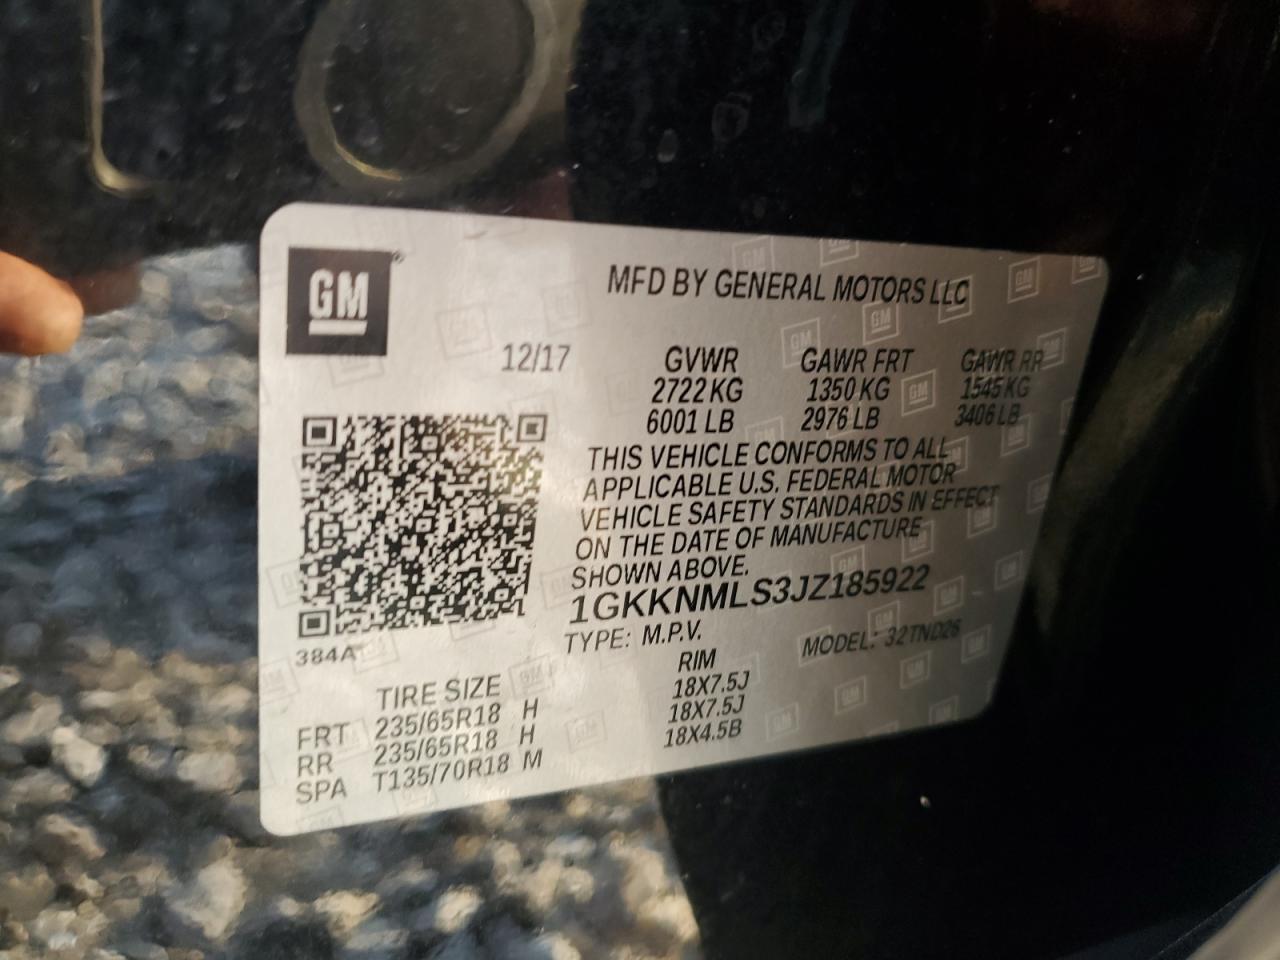 GM
MFD BY GENERAL MOTORS LLC
12/17
GVWR GAWR FRT GAWR RR
2722 KG 1350 KG 1545 KG
6001 LB 2976 LB 3406 LB
THIS VEHICLE CONFORMS TO ALL
APPLICABLE U.S. FEDERAL MOTOR
VEHICLE SAFETY STANDARDS IN EFFECT
ON THE DATE OF MANUFACTURE
SHOWN ABOVE.
1GKKNMLS3JZ185922
TYPE: M.P.V. MODEL: 32TND26
384A
TIRE SIZE RIM
FRT 235/65R18 H 18X7.5J
RR 235/65R18 H 18X7.5J
SPA T135/70R18 M 18X4.5B